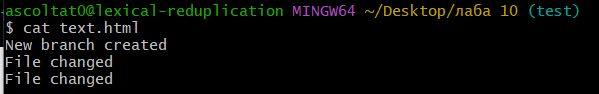 ascoltat0@lexical-reduplication MINGW64 ~/Desktop/лаба 10 (test)
$ cat text.html
New branch created
File changed
File changed